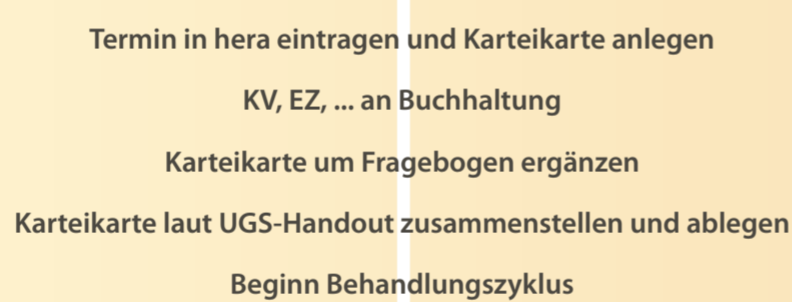 Termin in hera eintragen und Karteikarte anlegen
KV, EZ, ... an Buchhaltung
Karteikarte um Fragebogen ergänzen
Karteikarte laut UGS-Handout zusammenstellen und ablegen
Beginn Behandlungszyklus